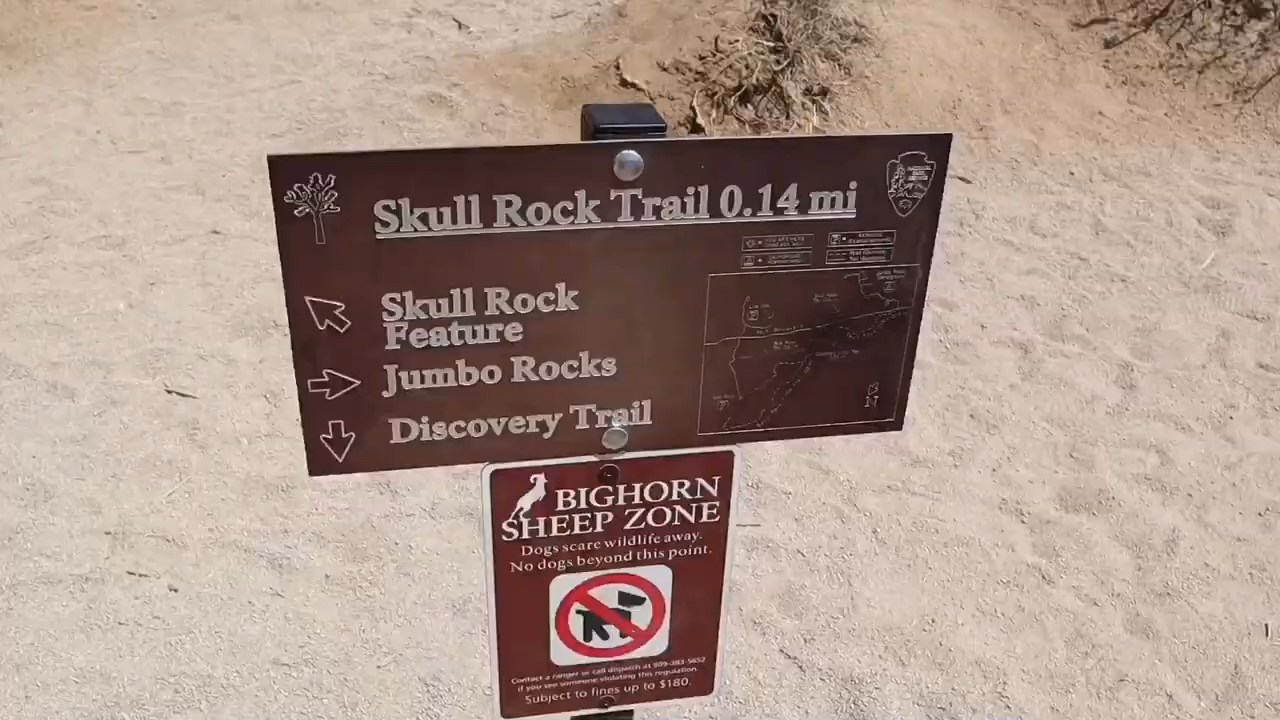 Skull Rock Trail 0.14 mi
Skull Rock
Feature
Jumbo Rocks
Discovery Trail
N
BIGHORN
SHEEP ZONE
Dogs scare wildlife away.
No dogs beyond this point.
Contact a ranger or call dispatch at 909-383-5652
if you see someone violating this regulation.
Subject to fines up to $180.